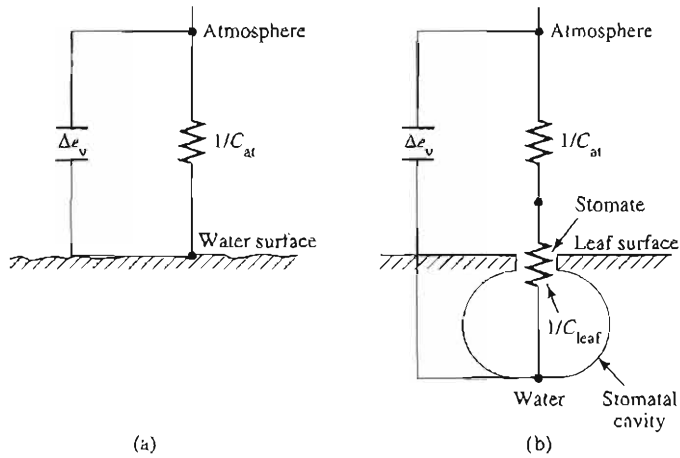 Atmosphere
Δe_v
1/C_at
Water surface
(a)
Atmosphere
Δe_v
1/C_at
Stomate
Leaf surface
1/C_leaf
Water
Stomatal
cavity
(b)